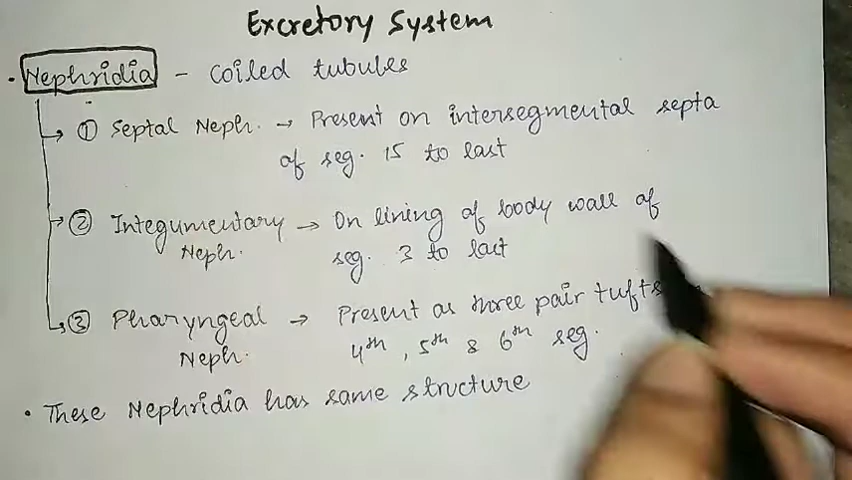 Excretory System
• Nephridia - coiled tubules
→ ① Septal Neph. → Present on intersegmental septa
of seg. 15 to last
→ ② Integumentary → On lining of body wall of
Neph. seg. 3 to last
→ ③ Pharyngeal → Present as three pair tufts
Neph. 4th, 5th & 6th seg.
• These Nephridia has same structure